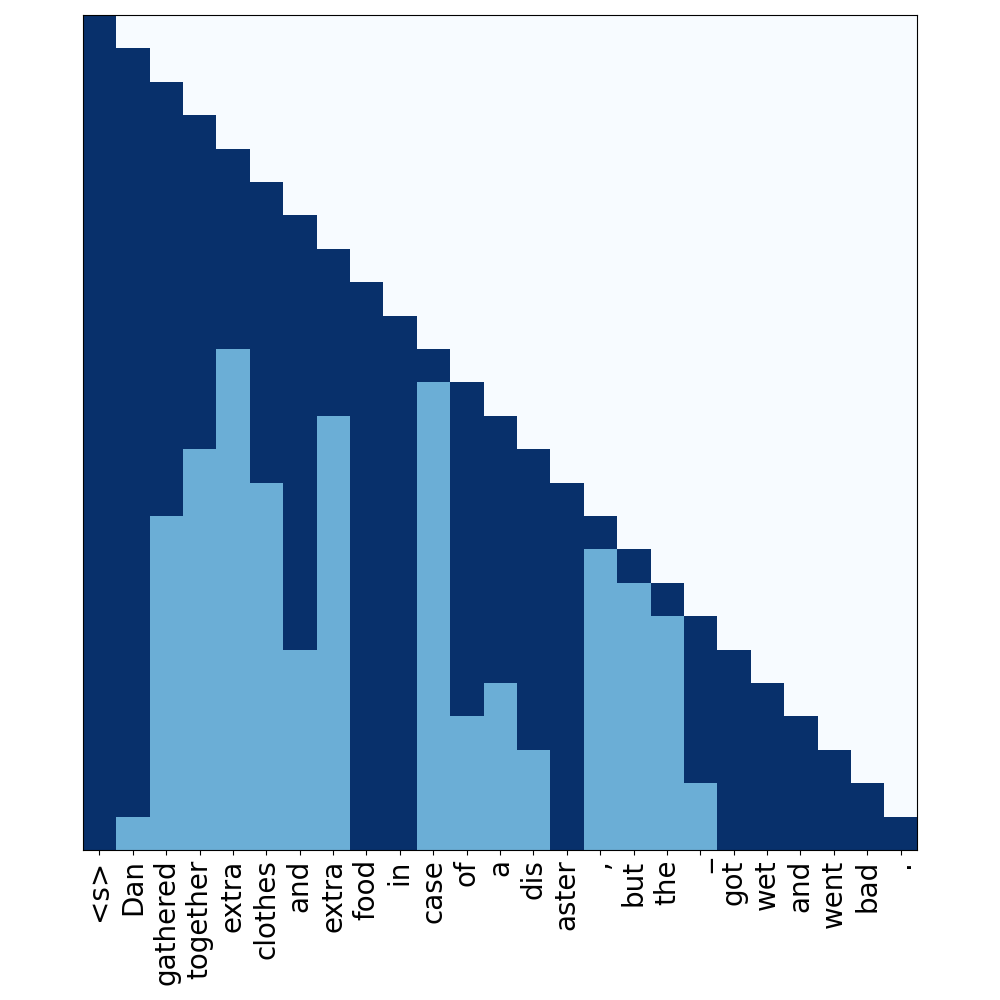 <s> Dan gathered together extra clothes and extra food in case of a dis aster , but the _ got wet and went bad .